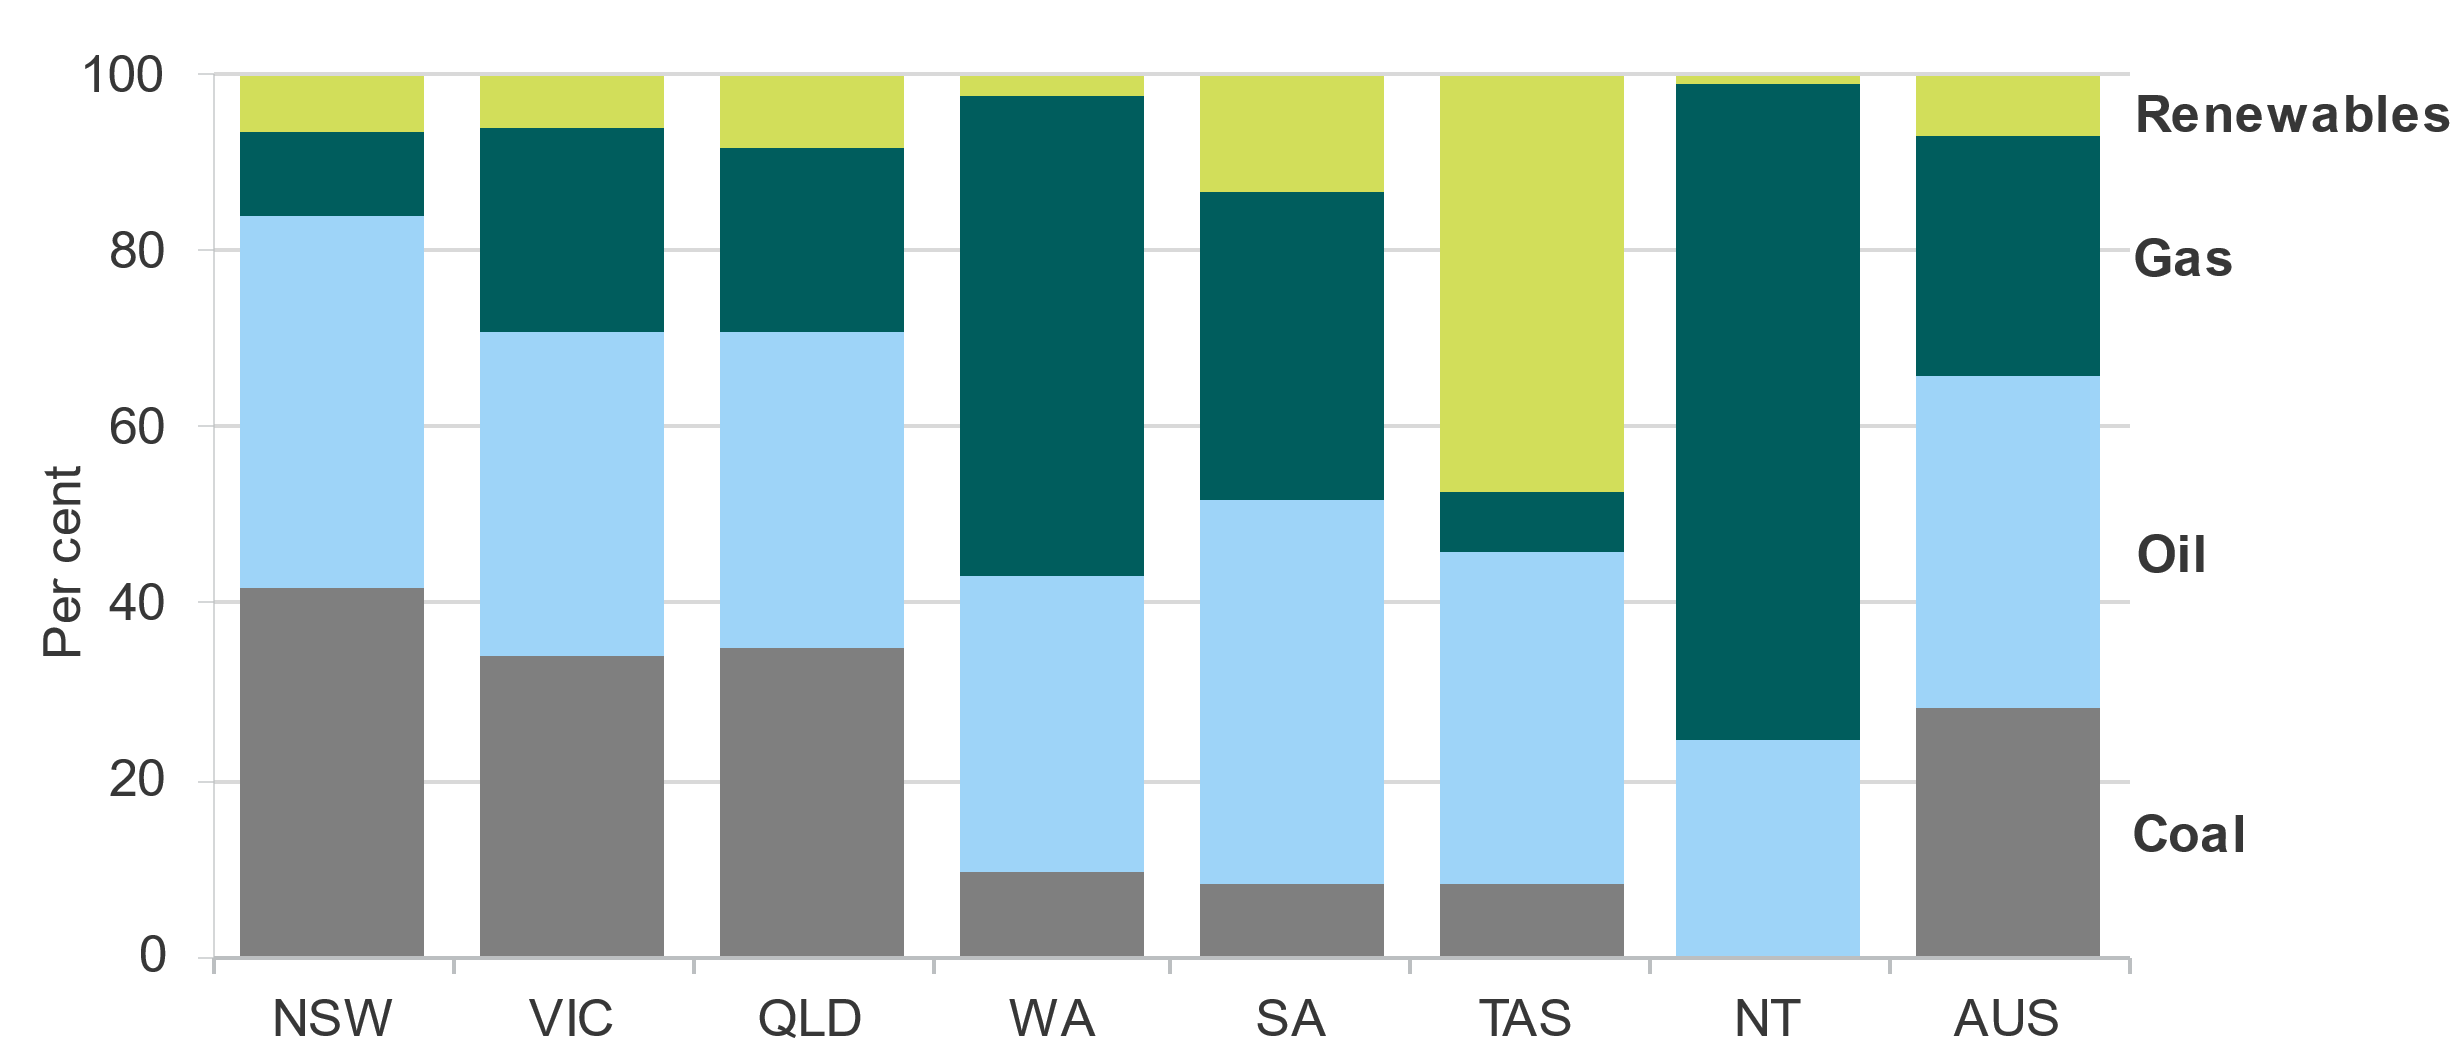 100
80
60
40
20
0
Per cent
NSW VIC QLD WA SA TAS NT AUS
Renewables
Gas
Oil
Coal